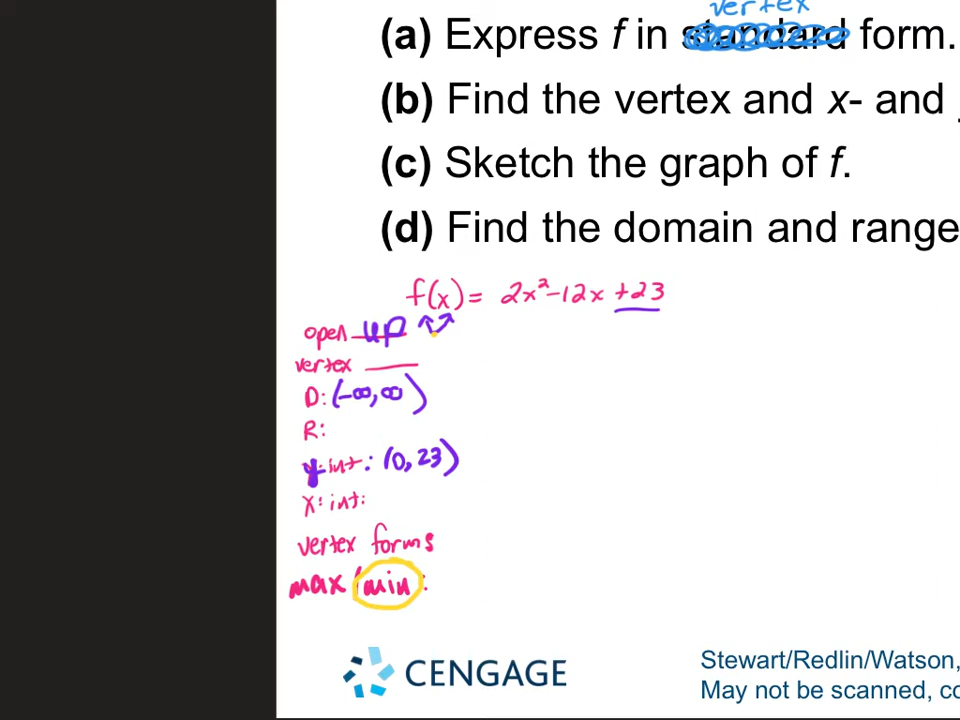 vertex
(a) Express f in standard form.
(b) Find the vertex and x- and
(c) Sketch the graph of f.
(d) Find the domain and range
f(x) = 2x²-12x +23
open up
vertex
D: (-∞, ∞)
R:
y-int: (0, 23)
x-int:
vertex forms
max/min:
CENGAGE
Stewart/Redlin/Watson,
May not be scanned, co